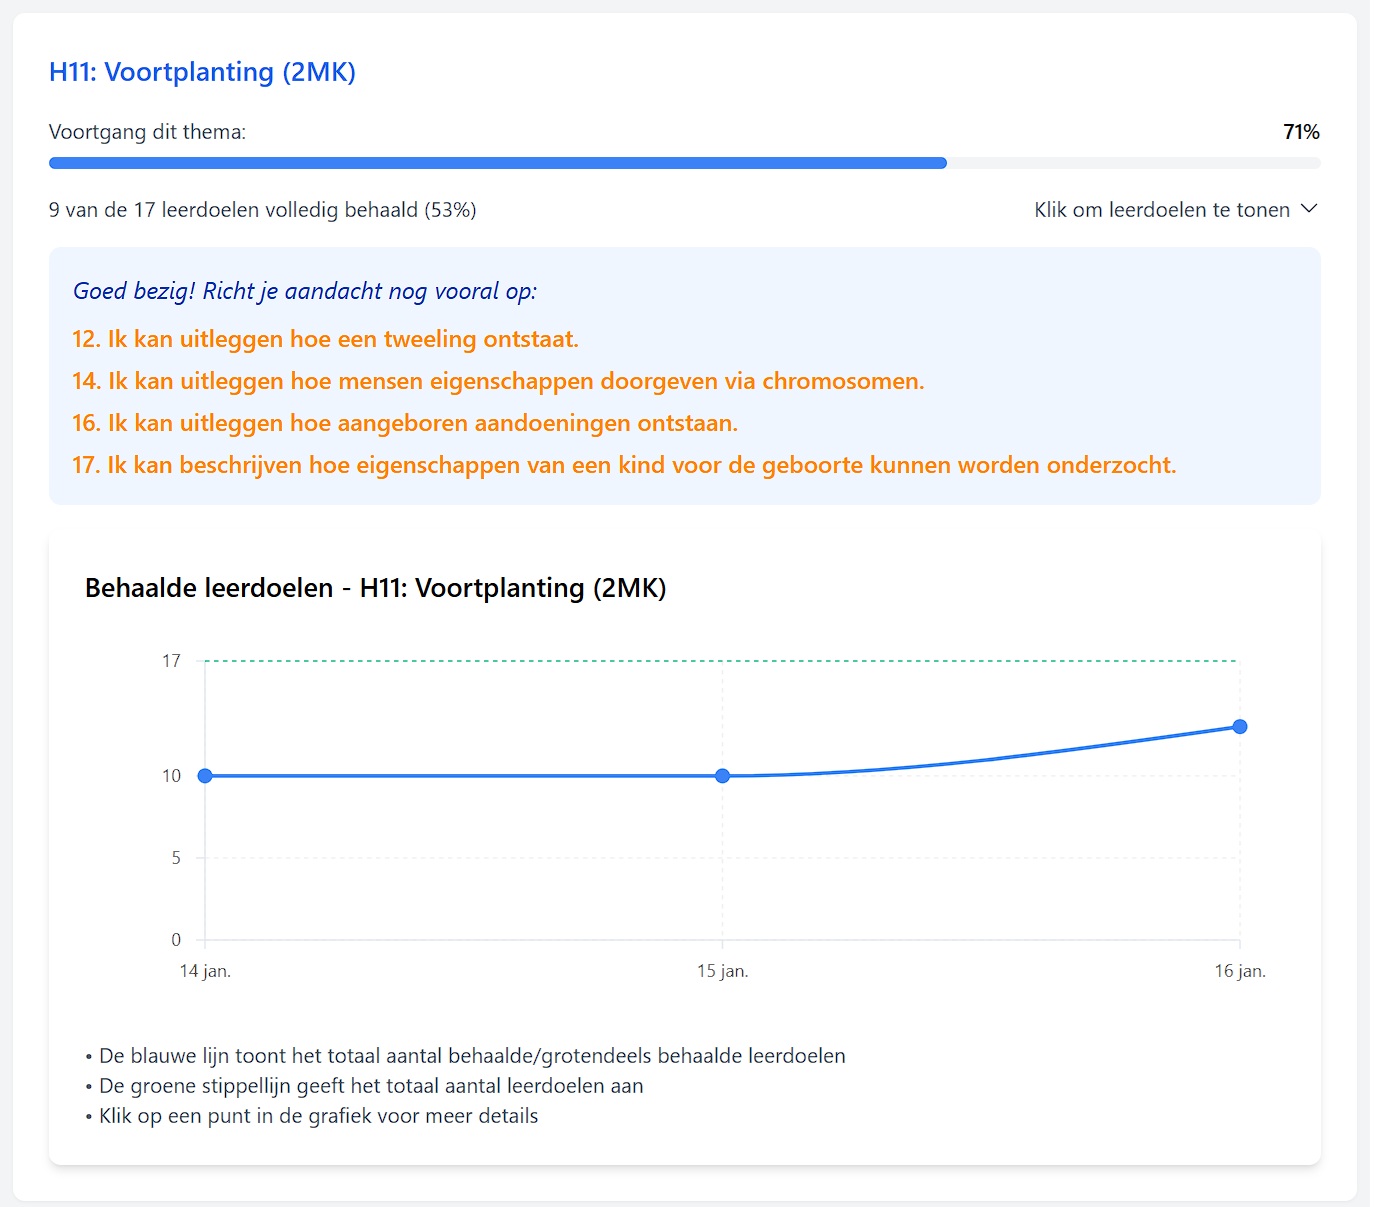 H11: Voortplanting (2MK)
Voortgang dit thema:
71%
9 van de 17 leerdoelen volledig behaald (53%)
Klik om leerdoelen te tonen
Goed bezig! Richt je aandacht nog vooral op:
12. Ik kan uitleggen hoe een tweeling ontstaat.
14. Ik kan uitleggen hoe mensen eigenschappen doorgeven via chromosomen.
16. Ik kan uitleggen hoe aangeboren aandoeningen ontstaan.
17. Ik kan beschrijven hoe eigenschappen van een kind voor de geboorte kunnen worden onderzocht.
Behaalde leerdoelen - H11: Voortplanting (2MK)
17
10
5
0
14 jan.
15 jan.
16 jan.
• De blauwe lijn toont het totaal aantal behaalde/grotendeels behaalde leerdoelen
• De groene stippellijn geeft het totaal aantal leerdoelen aan
• Klik op een punt in de grafiek voor meer details